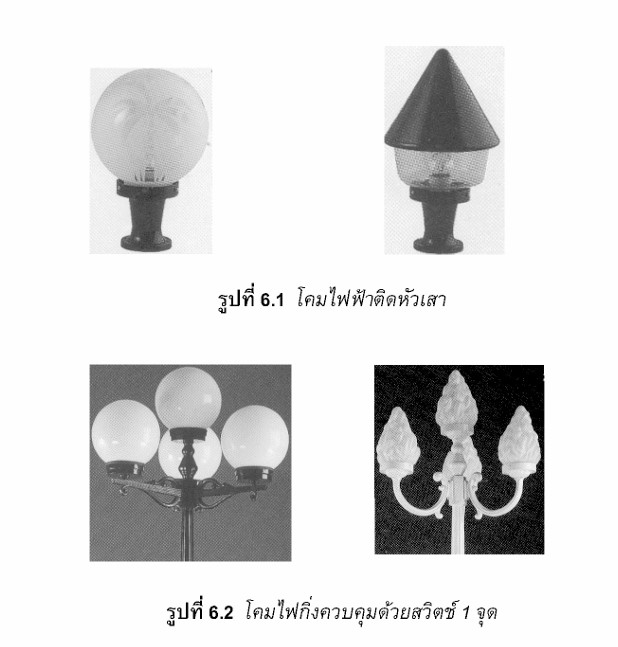 รูปที่ 6.1 โคมไฟฟ้าติดหัวเสา
รูปที่ 6.2 โคมไฟกิ่งควบคุมด้วยสวิตช์ 1 จุด